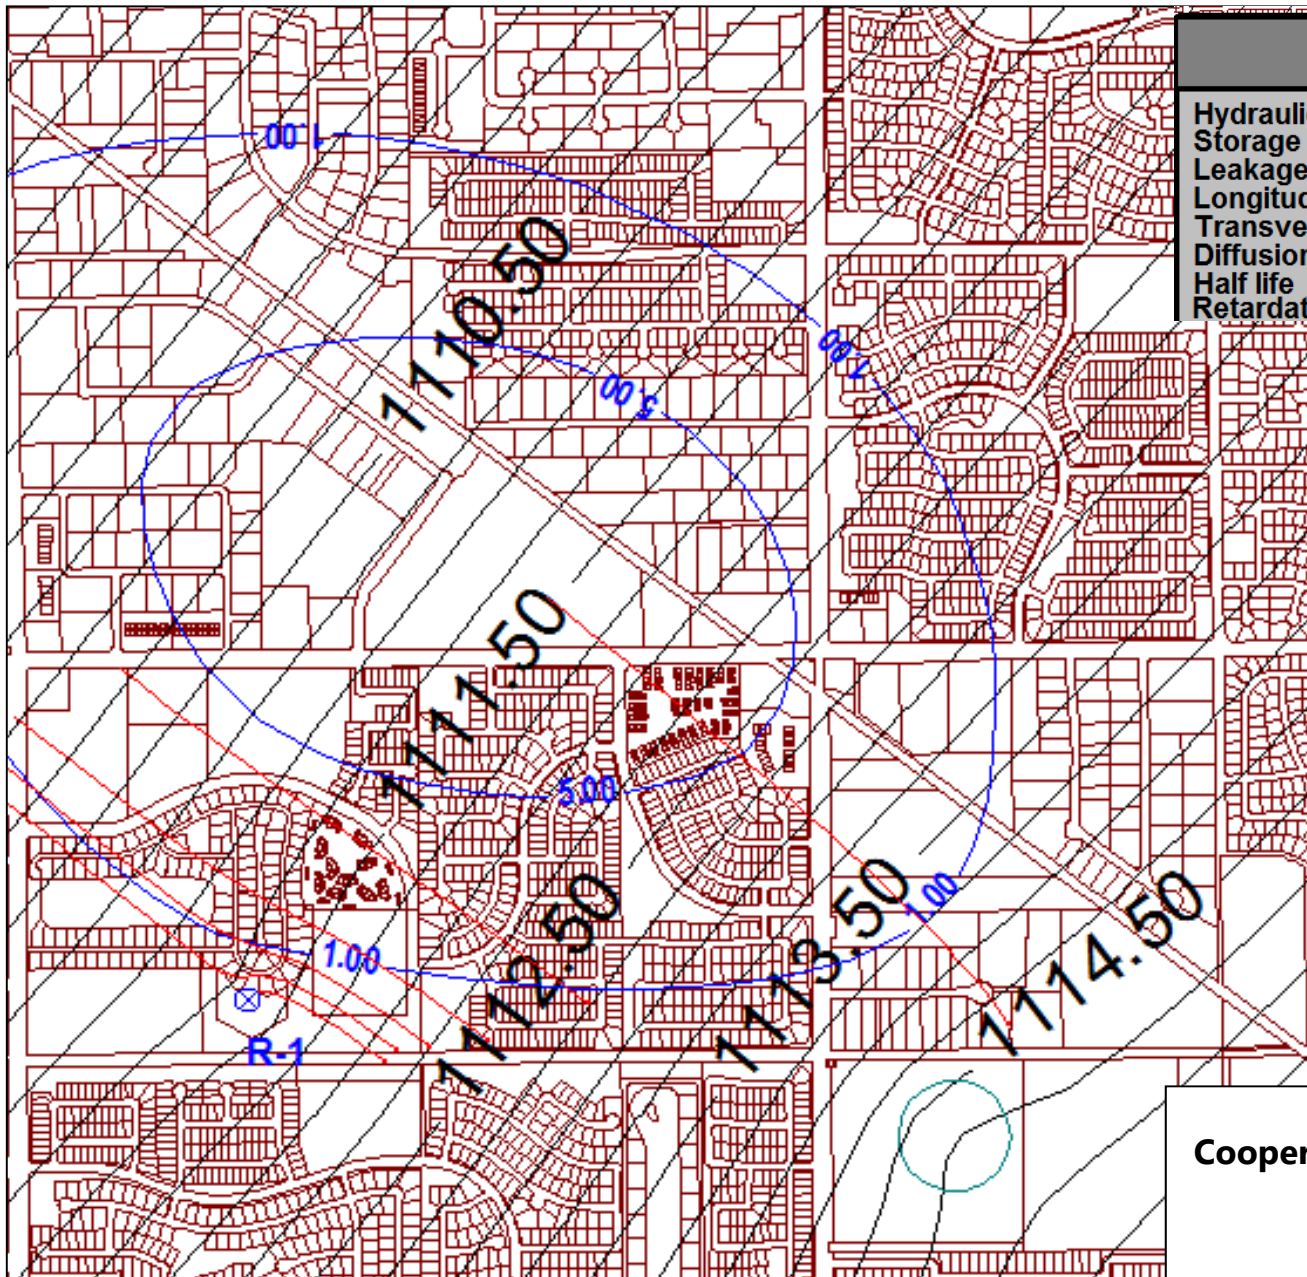 1.00
Hydrauli
Storage
Leakage
Longitud
Transve
Diffusion
Half life
Retardat
1110.50
1.00
5.00
1111.50
5.00
1112.50
1113.50
1.00
1114.50
1.00
R-1
Cooper